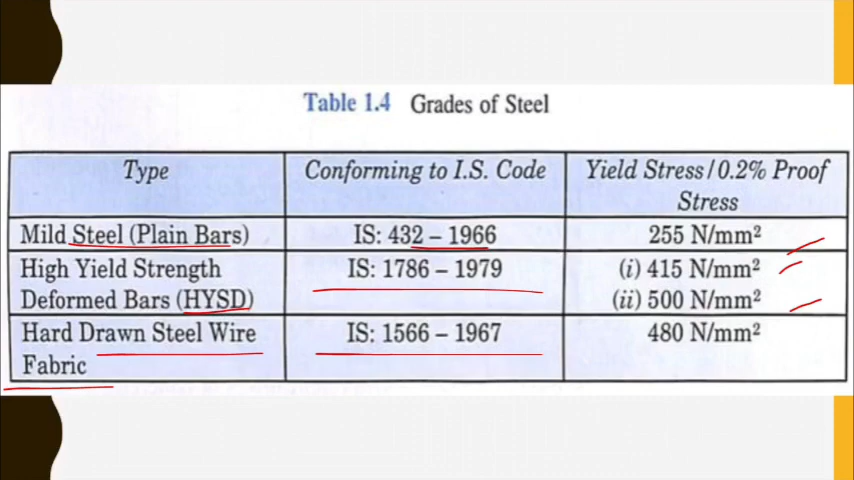 Table 1.4 Grades of Steel
Type Conforming to I.S. Code Yield Stress/0.2% Proof
Stress
Mild Steel (Plain Bars) IS: 432 – 1966 255 N/mm²
High Yield Strength IS: 1786 – 1979 (i) 415 N/mm²
Deformed Bars (HYSD) (ii) 500 N/mm²
Hard Drawn Steel Wire IS: 1566 – 1967 480 N/mm²
Fabric